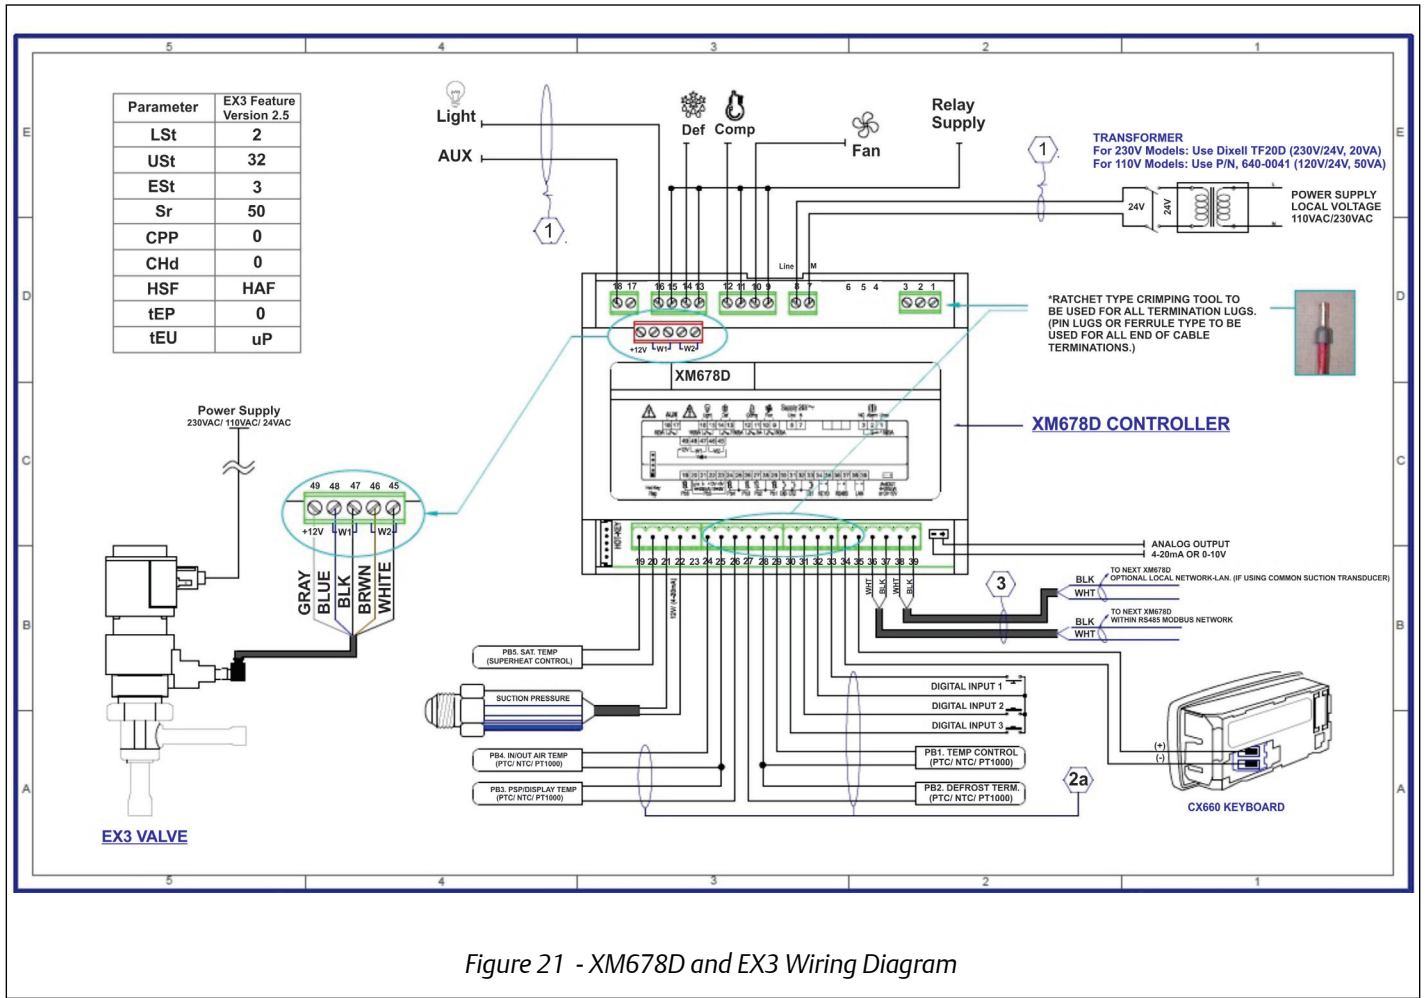 5 4 3 2 1
E
D
C
B
A
Parameter EX3 Feature Version 2.5
LSt 2
USt 32
ESt 3
Sr 50
CPP 0
CHd 0
HSF HAF
tEP 0
tEU uP
Light
AUX
Def
Comp
Fan
Relay
Supply
1
1
TRANSFORMER
For 230V Models: Use Dixell TF20D (230V/24V, 20VA)
For 110V Models: Use P/N, 640-0041 (120V/24V, 50VA)
24V
24V
L
N
POWER SUPPLY
LOCAL VOLTAGE
110VAC/230VAC
Line M
18 17 16 15 14 13 12 11 10 9 8 7 6 5 4 3 2 1
+12V W1 W2
*RATCHET TYPE CRIMPING TOOL TO
BE USED FOR ALL TERMINATION LUGS.
(PIN LUGS OR FERRULE TYPE TO BE
USED FOR ALL END OF CABLE
TERMINATIONS.)
XM678D
XM678D CONTROLLER
Power Supply
230VAC/ 110VAC/ 24VAC
49 48 47 46 45
+12V W1 W2
GRAY
BLUE
BLK
BRWN
WHITE
EX3 VALVE
HOT-KEY
19 20 21 22 23 24 25 26 27 28 29 30 31 32 33 34 35 36 37 38 39
12V/ (4-20mA)
WHT
BLK
WHT
BLK
ANALOG OUTPUT
4-20mA OR 0-10V
3
BLK
WHT
TO NEXT XM678D
OPTIONAL LOCAL NETWORK-LAN. (IF USING COMMON SUCTION TRANSDUCER)
BLK
WHT
TO NEXT XM678D
WITHIN RS485 MODBUS NETWORK
PB5. SAT. TEMP
(SUPERHEAT CONTROL)
SUCTION PRESSURE
PB4. IN/OUT AIR TEMP
(PTC/ NTC/ PT1000)
PB3. PSP/DISPLAY TEMP
(PTC/ NTC/ PT1000)
DIGITAL INPUT 1
DIGITAL INPUT 2
DIGITAL INPUT 3
PB1. TEMP CONTROL
(PTC/ NTC/ PT1000)
PB2. DEFROST TERM.
(PTC/ NTC/ PT1000)
2a
(+)
(-)
CX660 KEYBOARD
E
D
C
B
A
5 4 3 2 1
Figure 21 - XM678D and EX3 Wiring Diagram